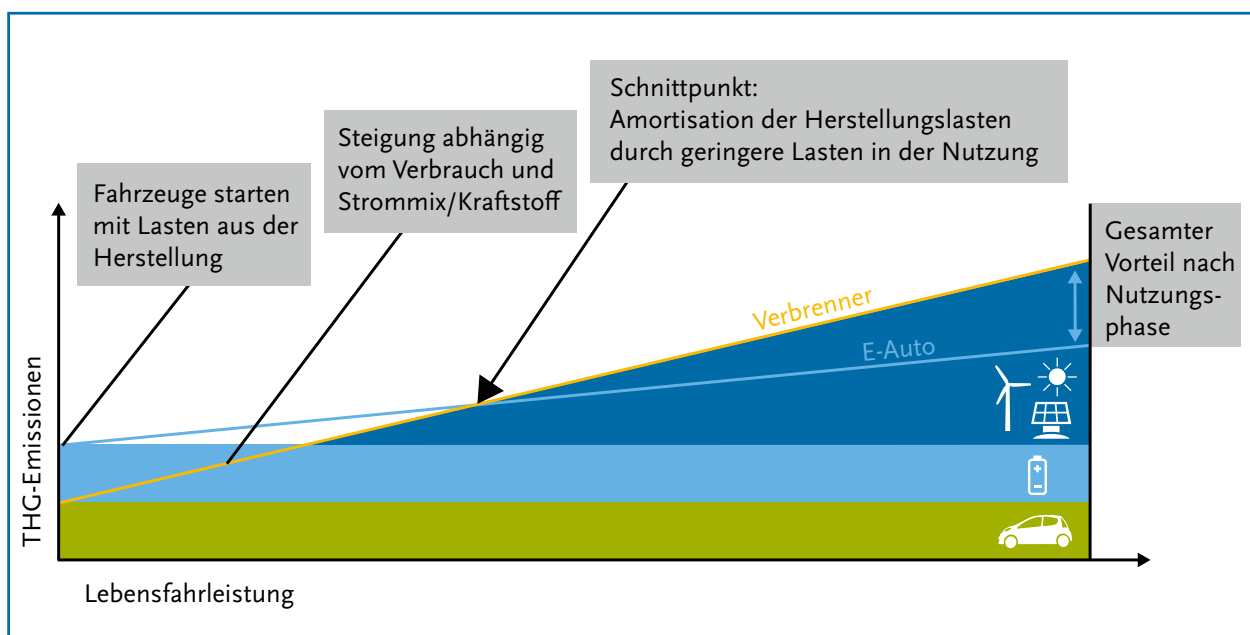 Schnittpunkt:
Amortisation der Herstellungslasten
durch geringere Lasten in der Nutzung
Steigung abhängig
vom Verbrauch und
Strommix/Kraftstoff
Fahrzeuge starten
mit Lasten aus der
Herstellung
Gesamter
Vorteil nach
Nutzungs-
phase
Verbrenner
E-Auto
THG-Emissionen
Lebensfahrleistung